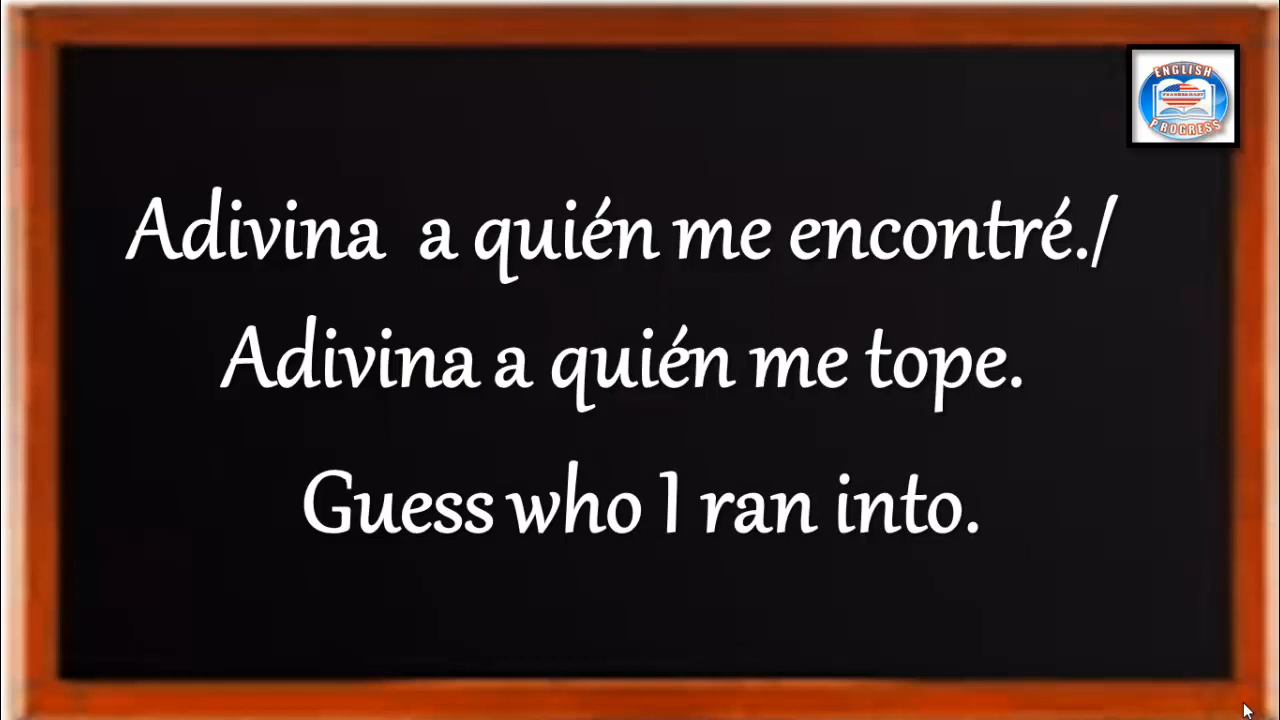 ENGLISH
PROGRESS
Adivina a quién me encontré./
Adivina a quién me tope.
Guess who I ran into.